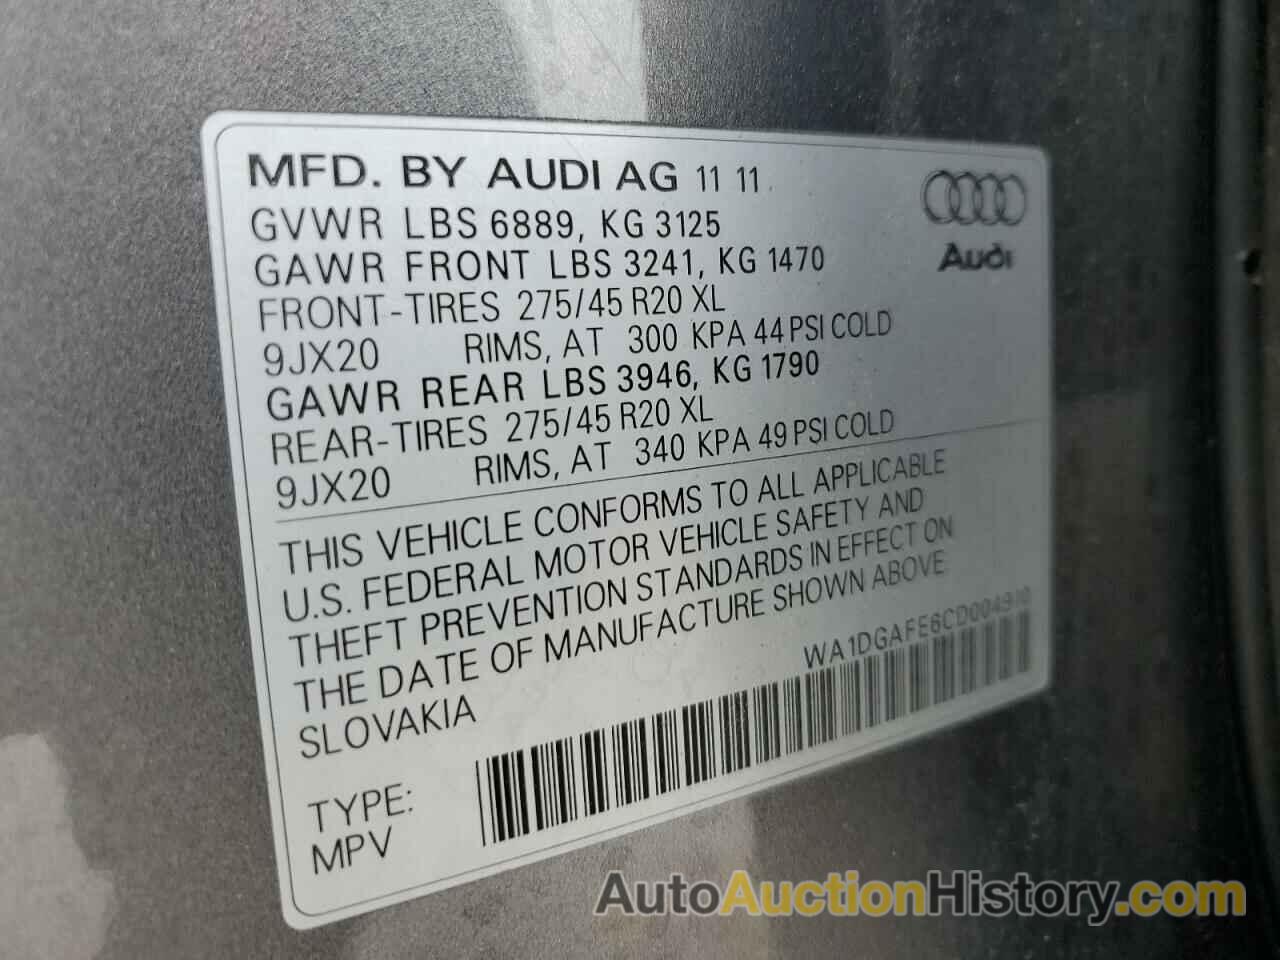 MFD. BY AUDI AG 11 11
GVWR LBS 6889, KG 3125
GAWR FRONT LBS 3241, KG 1470
FRONT-TIRES 275/45 R20 XL
9JX20 RIMS, AT 300 KPA 44 PSI COLD
GAWR REAR LBS 3946, KG 1790
REAR-TIRES 275/45 R20 XL
9JX20 RIMS, AT 340 KPA 49 PSI COLD
Audi
THIS VEHICLE CONFORMS TO ALL APPLICABLE
U.S. FEDERAL MOTOR VEHICLE SAFETY AND
THEFT PREVENTION STANDARDS IN EFFECT ON
THE DATE OF MANUFACTURE SHOWN ABOVE
SLOVAKIA
WA1DGAFE6CD004910
TYPE:
MPV
AutoAuctionHistory.com